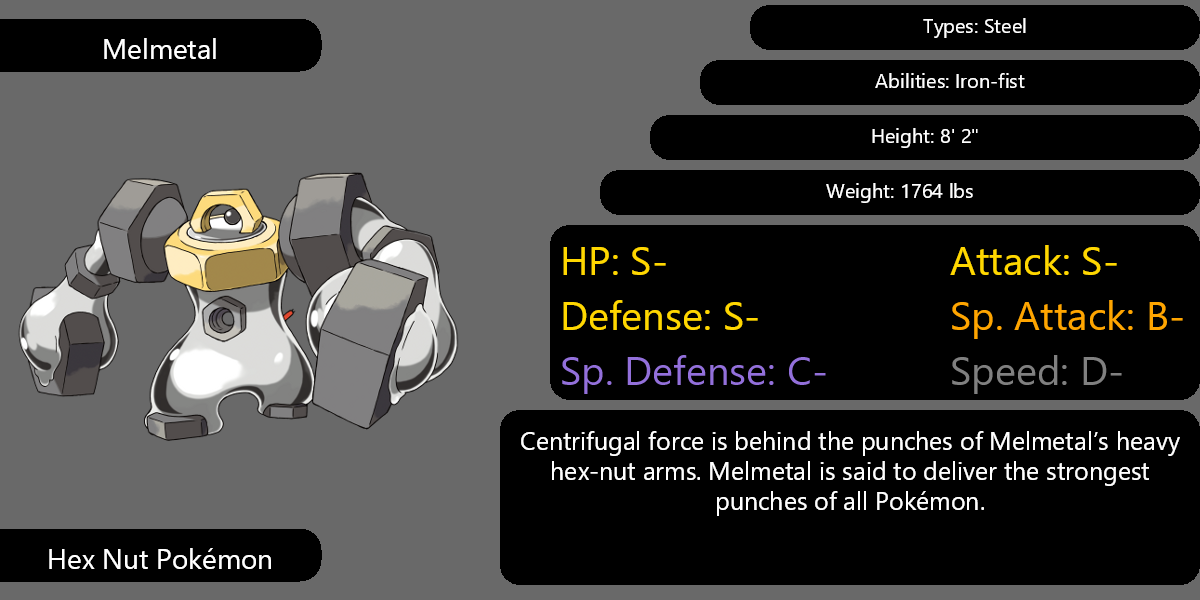 Melmetal
Types: Steel
Abilities: Iron-fist
Height: 8' 2"
Weight: 1764 lbs
HP: S-
Attack: S-
Defense: S-
Sp. Attack: B-
Sp. Defense: C-
Speed: D-
Centrifugal force is behind the punches of Melmetal’s heavy
hex-nut arms. Melmetal is said to deliver the strongest
punches of all Pokémon.
Hex Nut Pokémon